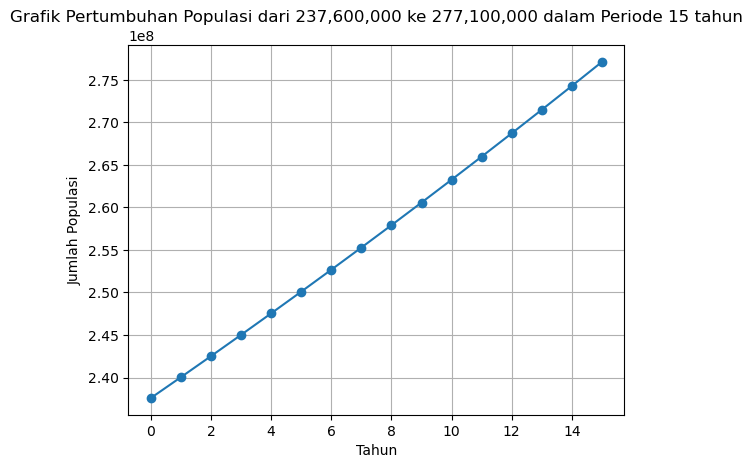 Grafik Pertumbuhan Populasi dari 237,600,000 ke 277,100,000 dalam Periode 15 tahun
1e8
2.75
2.70
2.65
2.60
2.55
2.50
2.45
2.40
Jumlah Populasi
0 2 4 6 8 10 12 14
Tahun